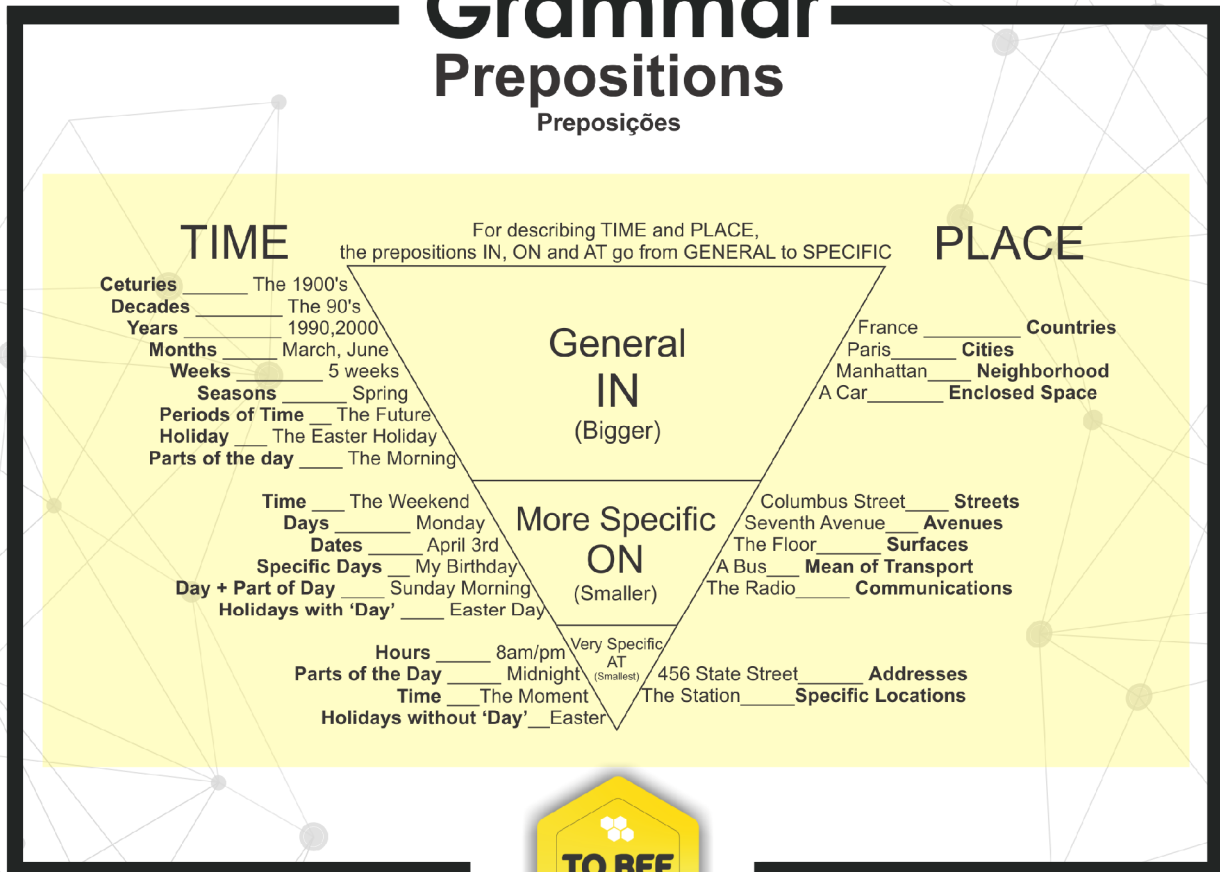 Grammar
Prepositions
Preposições
For describing TIME and PLACE,
the prepositions IN, ON and AT go from GENERAL to SPECIFIC
TIME
Ceturies ______ The 1900's
Decades ________ The 90's
Years _________ 1990,2000
Months _____ March, June
Weeks ________ 5 weeks
Seasons ______ Spring
Periods of Time __ The Future
Holiday ___ The Easter Holiday
Parts of the day ____ The Morning
Time ___ The Weekend
Days _______ Monday
Dates _____ April 3rd
Specific Days __ My Birthday
Day + Part of Day ____ Sunday Morning
Holidays with ‘Day’ ____ Easter Day
Hours _____ 8am/pm
Parts of the Day _____ Midnight
Time ___The Moment
Holidays without ‘Day’__Easter
General
IN
(Bigger)
More Specific
ON
(Smaller)
Very Specific
AT
(Smallest)
PLACE
France _________ Countries
Paris______ Cities
Manhattan____ Neighborhood
A Car_______ Enclosed Space
Columbus Street____ Streets
Seventh Avenue___ Avenues
The Floor______ Surfaces
A Bus___ Mean of Transport
The Radio_____ Communications
456 State Street______ Addresses
The Station_____Specific Locations
TO BEE